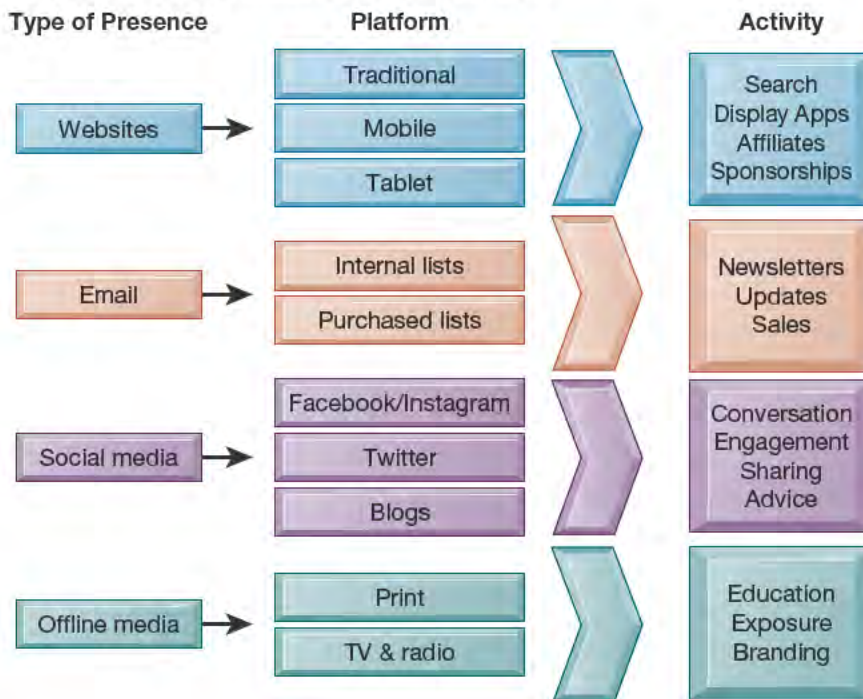 Type of Presence
Platform
Activity
Websites
Traditional
Mobile
Tablet
Search
Display Apps
Affiliates
Sponsorships
Email
Internal lists
Purchased lists
Newsletters
Updates
Sales
Social media
Facebook/Instagram
Twitter
Blogs
Conversation
Engagement
Sharing
Advice
Offline media
Print
TV & radio
Education
Exposure
Branding